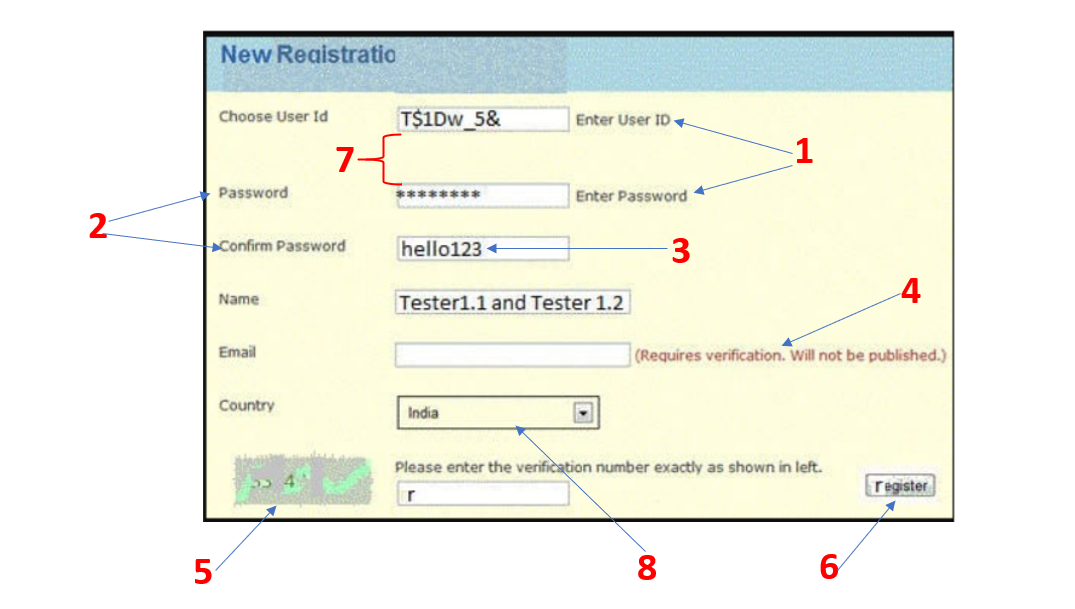 New Registratio
Choose User Id T$1Dw_5& Enter User ID
1
7
Password ******** Enter Password
2
Confirm Password hello123
3
Name Tester1.1 and Tester 1.2
4
Email (Requires verification. Will not be published.)
Country India
Please enter the verification number exactly as shown in left.
4
r register
5
8
6